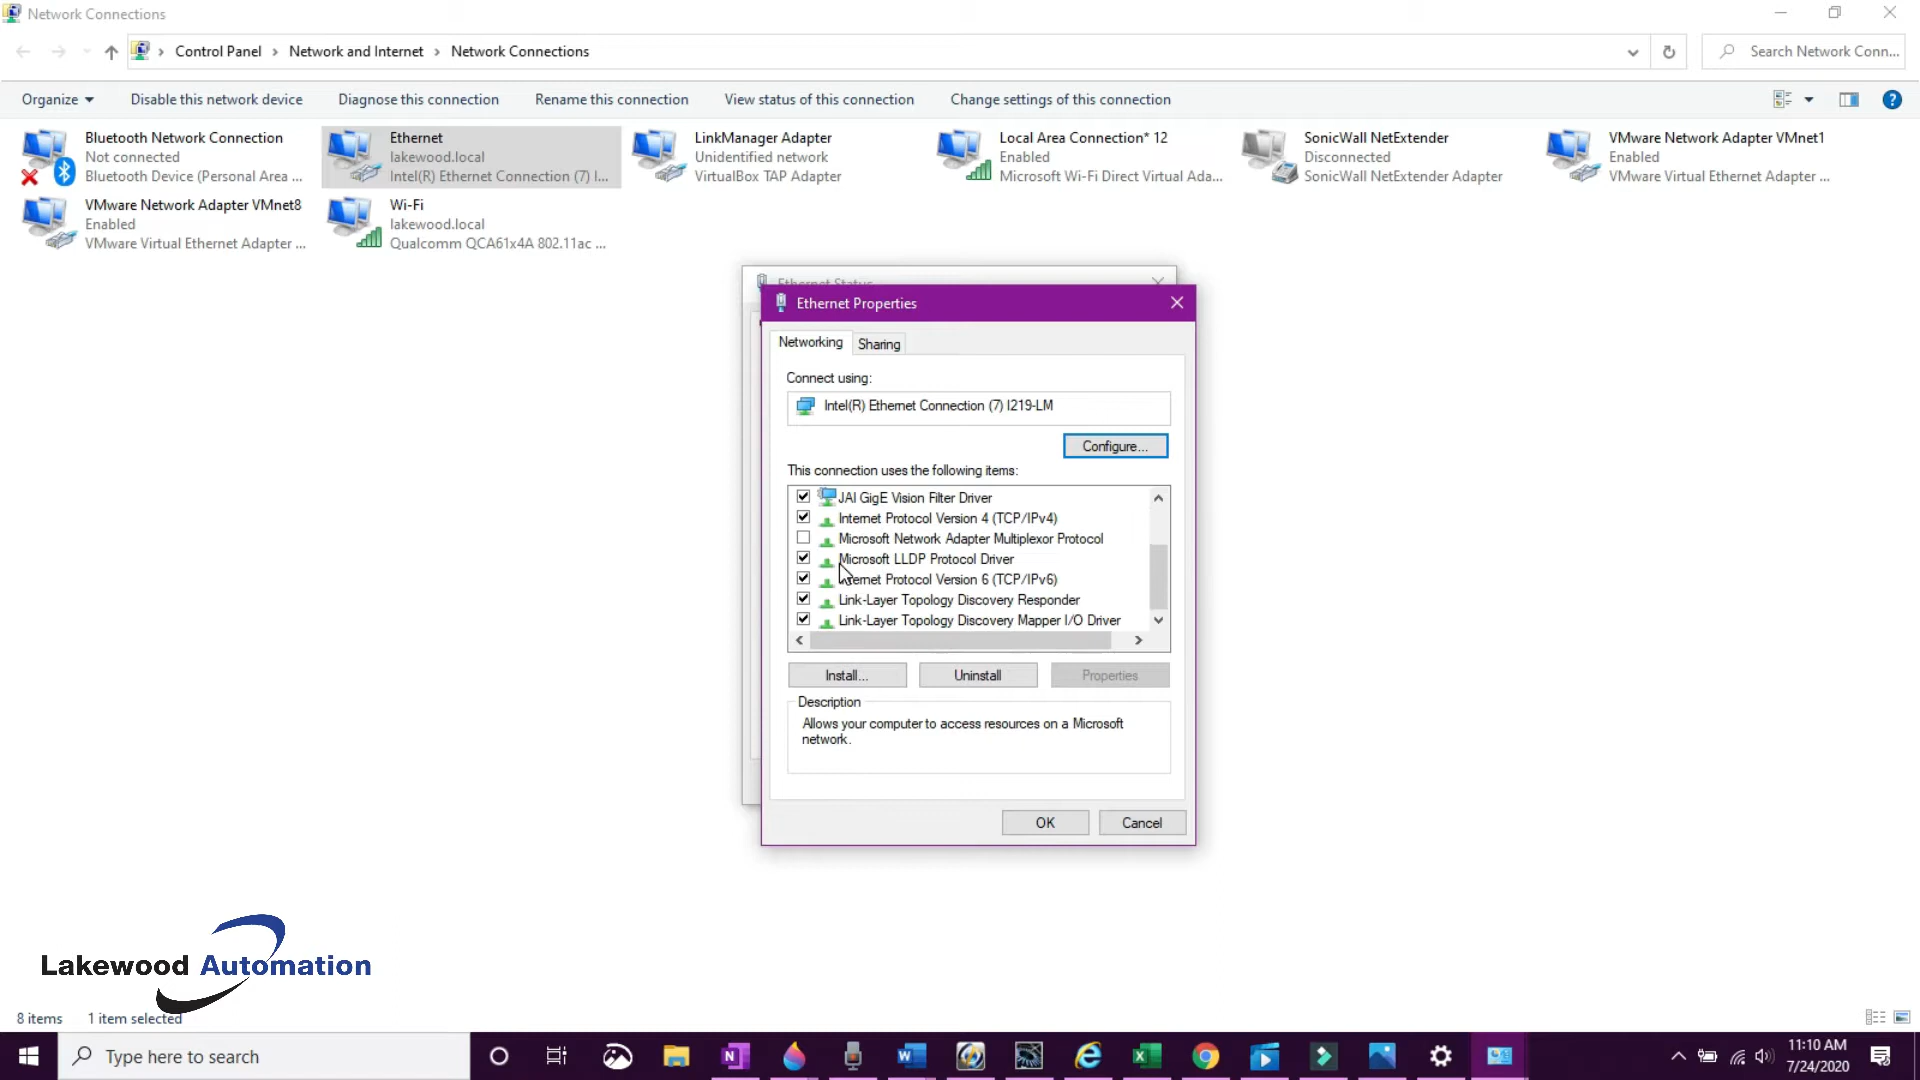 Network Connections
Control Panel > Network and Internet > Network Connections
Search Network Conn...
Organize
Disable this network device
Diagnose this connection
Rename this connection
View status of this connection
Change settings of this connection
Bluetooth Network Connection
Not connected
Bluetooth Device (Personal Area ...
Ethernet
lakewood.local
Intel(R) Ethernet Connection (7) I...
LinkManager Adapter
Unidentified network
VirtualBox TAP Adapter
Local Area Connection* 12
Enabled
Microsoft Wi-Fi Direct Virtual Ada...
SonicWall NetExtender
Disconnected
SonicWall NetExtender Adapter
VMware Network Adapter VMnet1
Enabled
VMware Virtual Ethernet Adapter ...
VMware Network Adapter VMnet8
Enabled
VMware Virtual Ethernet Adapter ...
Wi-Fi
lakewood.local
Qualcomm QCA61x4A 802.11ac ...
Ethernet Status
Ethernet Properties
Networking
Sharing
Connect using:
Intel(R) Ethernet Connection (7) I219-LM
Configure...
This connection uses the following items:
JAI GigE Vision Filter Driver
Internet Protocol Version 4 (TCP/IPv4)
Microsoft Network Adapter Multiplexor Protocol
Microsoft LLDP Protocol Driver
Internet Protocol Version 6 (TCP/IPv6)
Link-Layer Topology Discovery Responder
Link-Layer Topology Discovery Mapper I/O Driver
Install...
Uninstall
Properties
Description
Allows your computer to access resources on a Microsoft
network.
OK
Cancel
Lakewood Automation
8 items
1 item selected
Type here to search
11:10 AM
7/24/2020